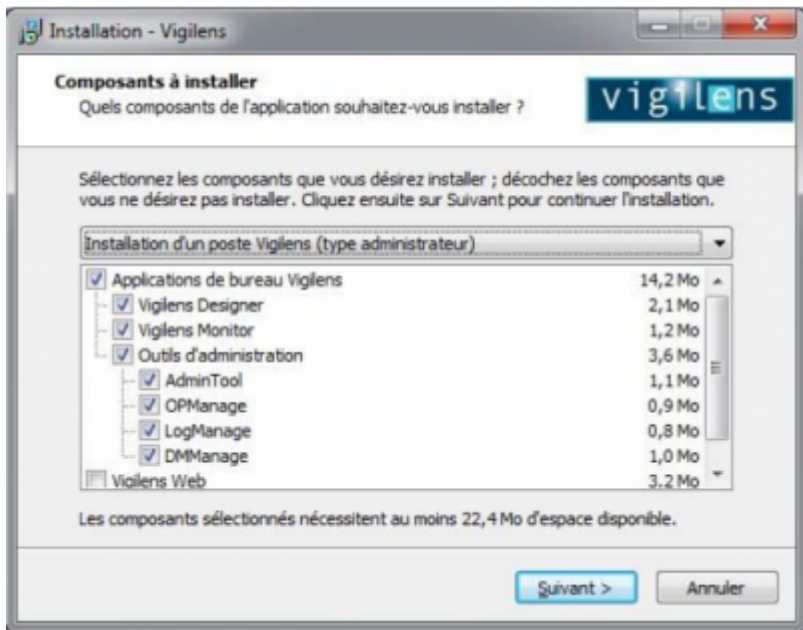 Installation - Vigilens
Composants à installer
Quels composants de l'application souhaitez-vous installer ?
vigilens
Sélectionnez les composants que vous désirez installer ; décochez les composants que
vous ne désirez pas installer. Cliquez ensuite sur Suivant pour continuer l'installation.
Installation d'un poste Vigilens (type administrateur)
Applications de bureau Vigilens 14,2 Mo
Vigilens Designer 2,1 Mo
Vigilens Monitor 1,2 Mo
Outils d'administration 3,6 Mo
AdminTool 1,1 Mo
OPManage 0,9 Mo
LogManage 0,8 Mo
DMManage 1,0 Mo
Vigilens Web 3,2 Mo
Les composants sélectionnés nécessitent au moins 22,4 Mo d'espace disponible.
Suivant >
Annuler